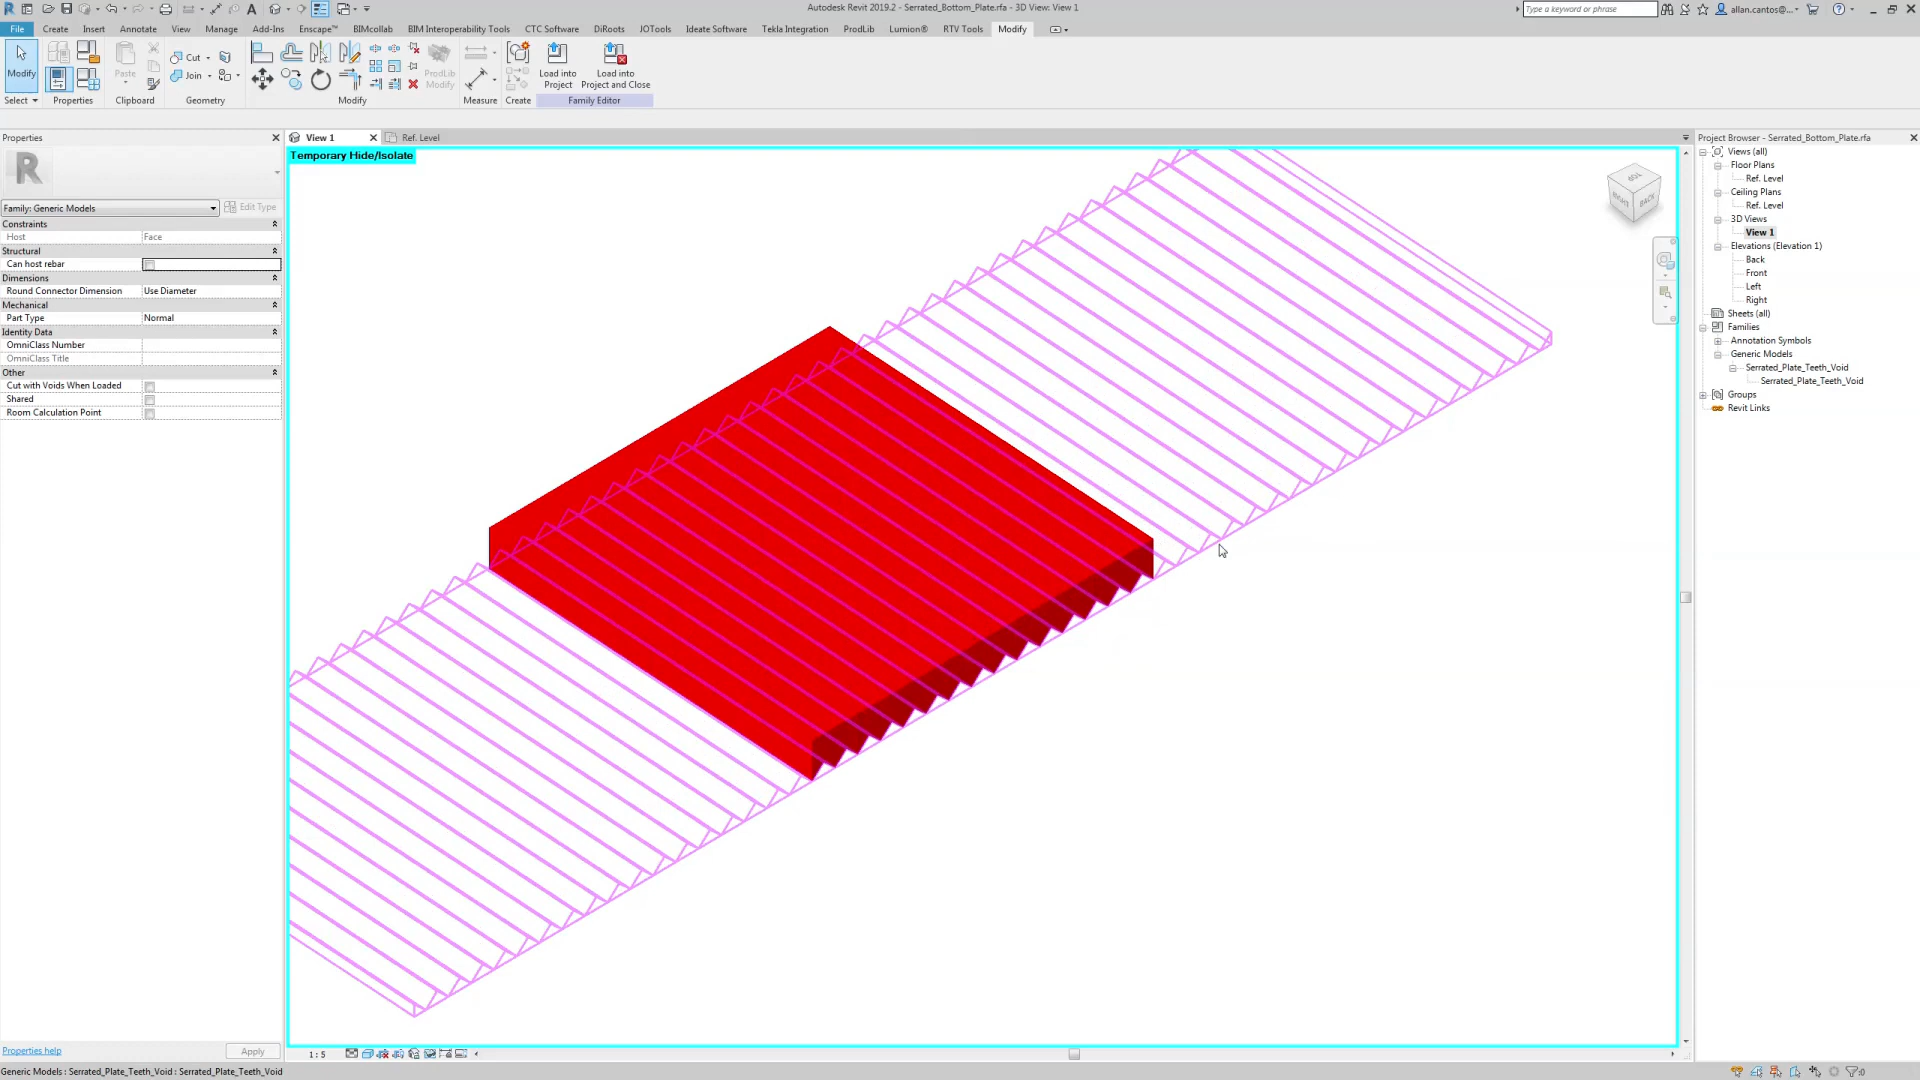 Autodesk Revit 2019.2 - Serrated_Bottom_Plate.rfa - 3D View: View 1
Type a keyword or phrase
allan.cantos@...
File Create Insert Annotate View Manage Add-Ins Enscape™ BIMcollab BIM Interoperability Tools CTC Software DiRoots JOTools Ideate Software Tekla Integration ProdLib Lumion® RTV Tools Modify
Modify
Paste
Cut
Join
ProdLib
Modify
Load into
Project
Load into
Project and Close
Select Properties Clipboard Geometry Modify Measure Create Family Editor
Properties
View 1
Ref. Level
Project Browser - Serrated_Bottom_Plate.rfa
Temporary Hide/Isolate
R
Family: Generic Models
Edit Type
Constraints
Host Face
Structural
Can host rebar
Dimensions
Round Connector Dimension Use Diameter
Mechanical
Part Type Normal
Identity Data
OmniClass Number
OmniClass Title
Other
Cut with Voids When Loaded
Shared
Room Calculation Point
TOP
RIGHT
BACK
Views (all)
Floor Plans
Ref. Level
Ceiling Plans
Ref. Level
3D Views
View 1
Elevations (Elevation 1)
Back
Front
Left
Right
Sheets (all)
Families
Annotation Symbols
Generic Models
Serrated_Plate_Teeth_Void
Serrated_Plate_Teeth_Void
Groups
Revit Links
Properties help
Apply
1 : 5
Generic Models : Serrated_Plate_Teeth_Void : Serrated_Plate_Teeth_Void
:0